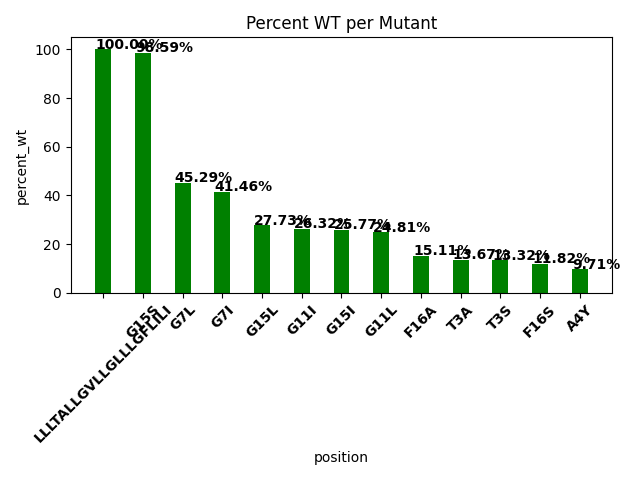 Percent WT per Mutant
100.00%
98.59%
45.29%
41.46%
27.73%
26.32%
25.77%
24.81%
15.11%
13.67%
13.32%
11.82%
9.71%
100
80
60
40
20
0
percent_wt
LLLTALLGVLLGLLLGFLILI
G15S
G7L
G7I
G15L
G11I
G15I
G11L
F16A
T3A
T3S
F16S
A4Y
position